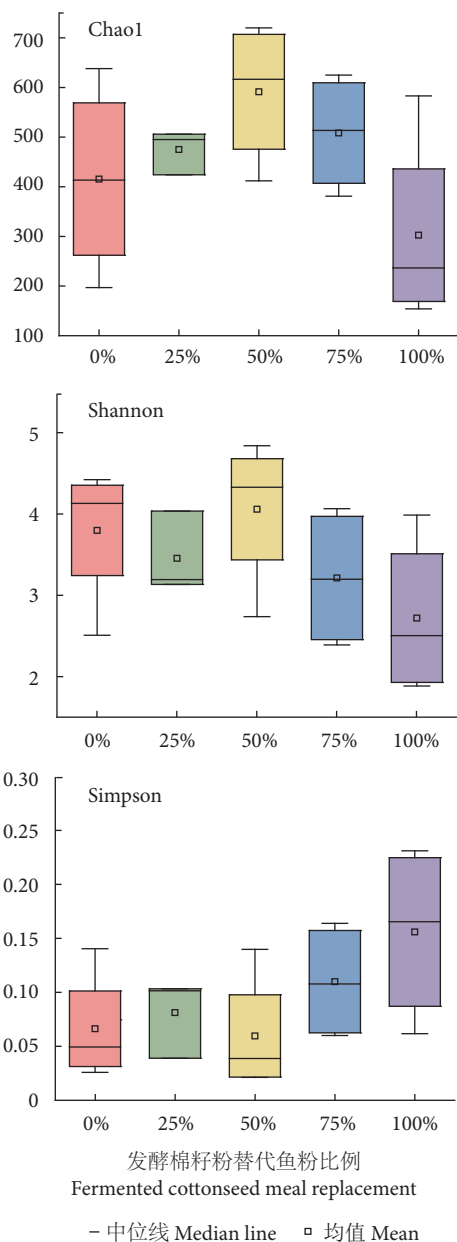 Chao1
700
600
500
400
300
200
100
0% 25% 50% 75% 100%
Shannon
5
4
3
2
0% 25% 50% 75% 100%
0.30
Simpson
0.25
0.20
0.15
0.10
0.05
0
0% 25% 50% 75% 100%
发酵棉籽粉替代鱼粉比例
Fermented cottonseed meal replacement
中位线 Median line 均值 Mean